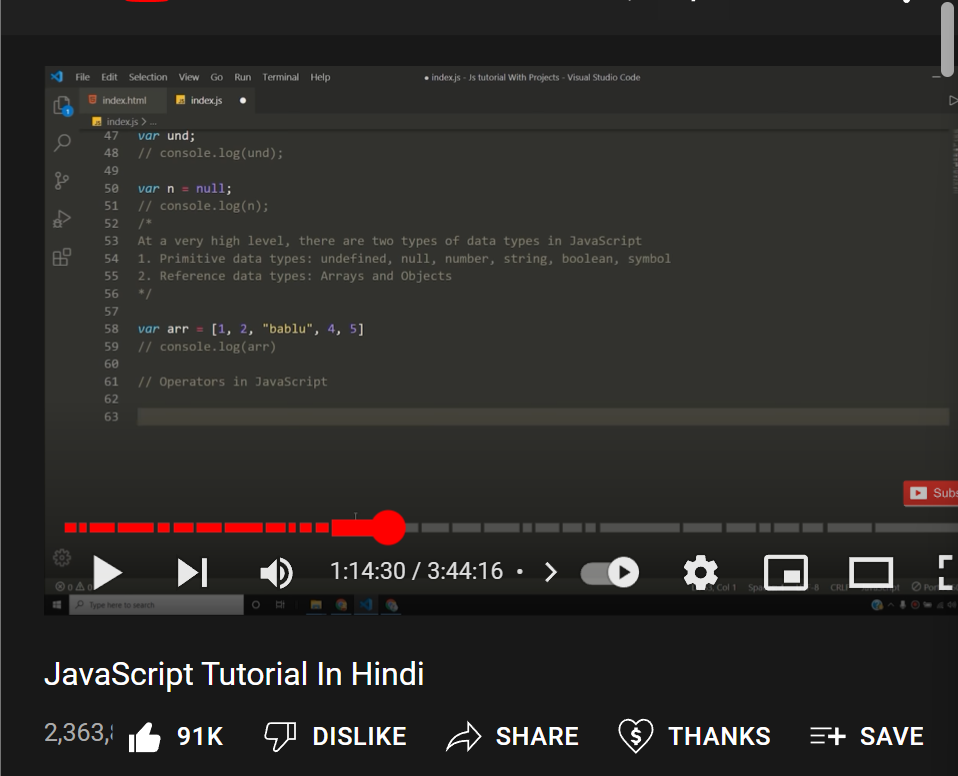 File Edit Selection View Go Run Terminal Help ● index.js - Js tutorial With Projects - Visual Studio Code
index.html index.js ●
index.js > ...
47 var und;
48 // console.log(und);
49
50 var n = null;
51 // console.log(n);
52 /*
53 At a very high level, there are two types of data types in JavaScript
54 1. Primitive data types: undefined, null, number, string, boolean, symbol
55 2. Reference data types: Arrays and Objects
56 */
57
58 var arr = [1, 2, "bablu", 4, 5]
59 // console.log(arr)
60
61 // Operators in JavaScript
62
63
Subs
1:14:30 / 3:44:16 •
Type here to search
JavaScript Tutorial In Hindi
2,363, 91K DISLIKE SHARE THANKS SAVE